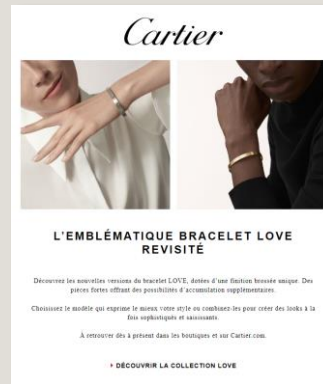 Cartier
L'EMBLÉMATIQUE BRACELET LOVE
REVISITÉ
Découvrez les nouvelles versions du bracelet LOVE, dotées d'une finition brossée unique. Des
pièces fortes offrant des possibilités d'accumulation supplémentaires.
Choisissez le modèle qui exprime le mieux votre style ou combinez-les pour créer des looks à la
fois sophistiqués et saisissants.
À retrouver dès à présent dans les boutiques et sur Cartier.com.
DÉCOUVRIR LA COLLECTION LOVE